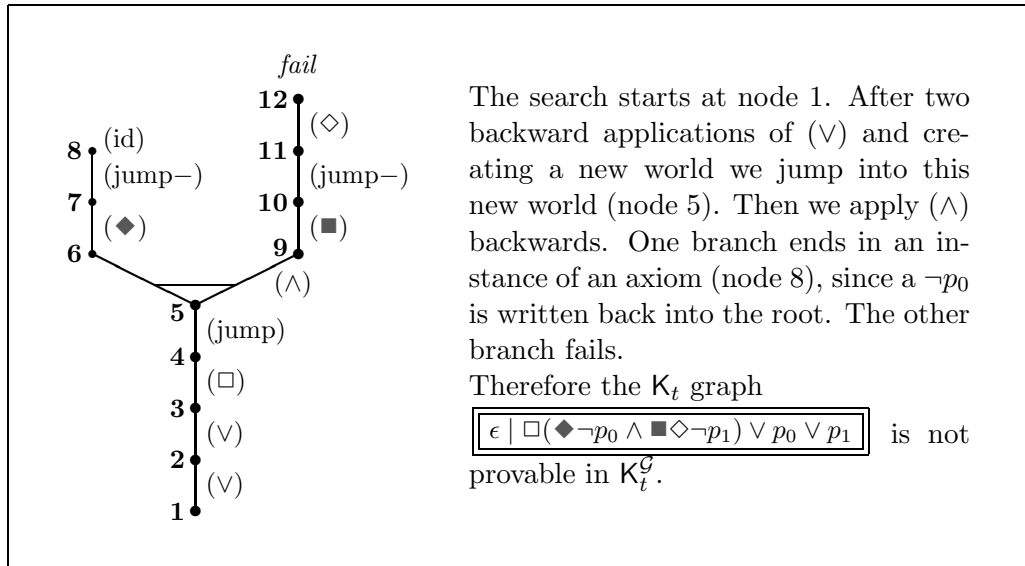 fail
12
(◇)
8 (id)
11
(jump−)
(jump−)
7
10
(◆)
(■)
6
9
(∧)
5
(jump)
4
(□)
3
(∨)
2
(∨)
1
The search starts at node 1. After two
backward applications of (∨) and cre-
ating a new world we jump into this
new world (node 5). Then we apply (∧)
backwards. One branch ends in an in-
stance of an axiom (node 8), since a ¬p₀
is written back into the root. The other
branch fails.
Therefore the Kₜ graph
ϵ | □(◆¬p₀ ∧ ■◇¬p₁) ∨ p₀ ∨ p₁ is not
provable in Kₜ^𝒢.